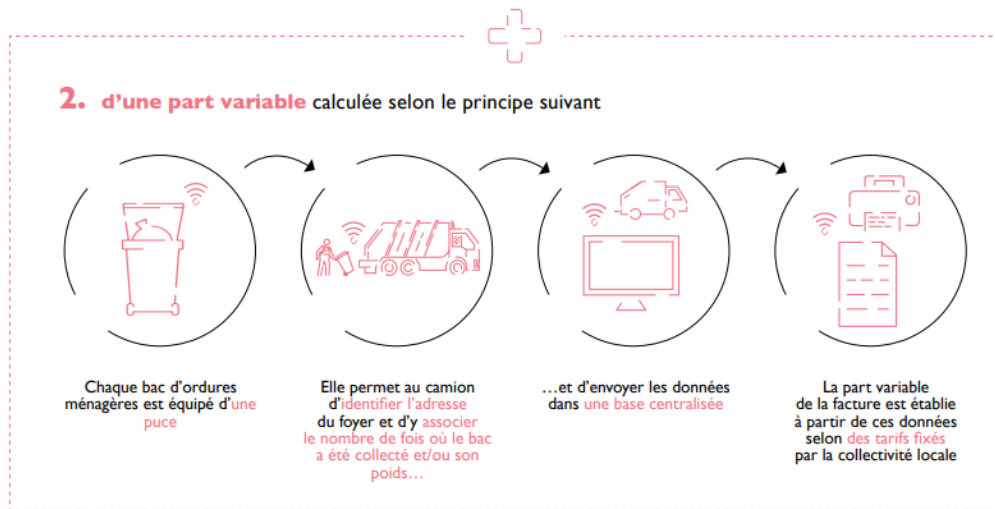 2. d'une part variable calculée selon le principe suivant
Chaque bac d'ordures
ménagères est équipé d'une
puce
Elle permet au camion
d'identifier l'adresse
du foyer et d'y associer
le nombre de fois où le bac
a été collecté et/ou son
poids…
…et d'envoyer les données
dans une base centralisée
La part variable
de la facture est établie
à partir de ces données
selon des tarifs fixés
par la collectivité locale